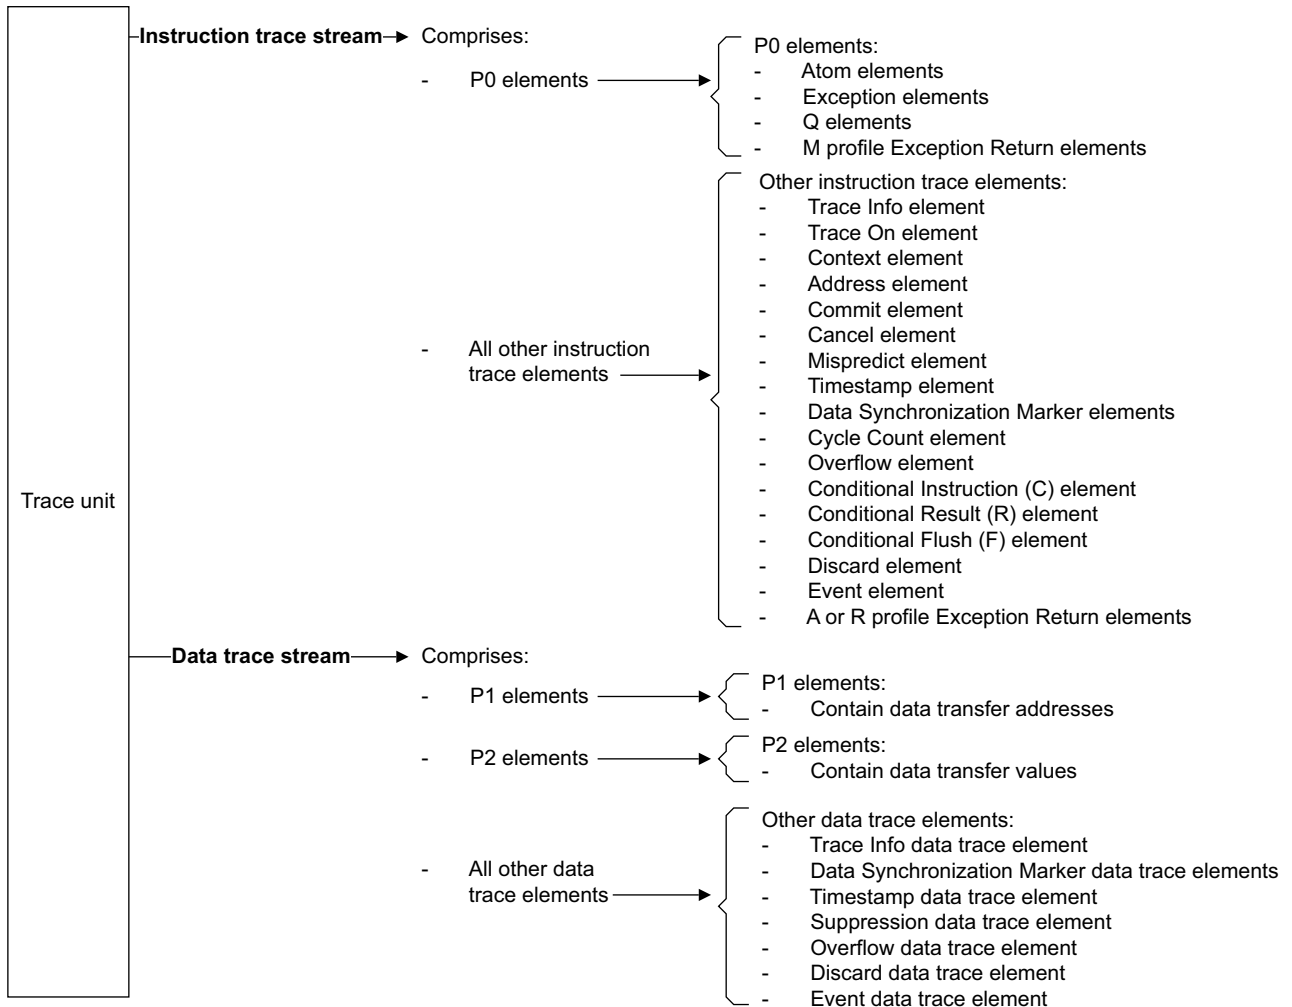 Trace unit
Instruction trace stream
Comprises:
- P0 elements
P0 elements:
- Atom elements
- Exception elements
- Q elements
- M profile Exception Return elements
- All other instruction
trace elements
Other instruction trace elements:
- Trace Info element
- Trace On element
- Context element
- Address element
- Commit element
- Cancel element
- Mispredict element
- Timestamp element
- Data Synchronization Marker elements
- Cycle Count element
- Overflow element
- Conditional Instruction (C) element
- Conditional Result (R) element
- Conditional Flush (F) element
- Discard element
- Event element
- A or R profile Exception Return elements
Data trace stream
Comprises:
- P1 elements
P1 elements:
- Contain data transfer addresses
- P2 elements
P2 elements:
- Contain data transfer values
- All other data
trace elements
Other data trace elements:
- Trace Info data trace element
- Data Synchronization Marker data trace elements
- Timestamp data trace element
- Suppression data trace element
- Overflow data trace element
- Discard data trace element
- Event data trace element